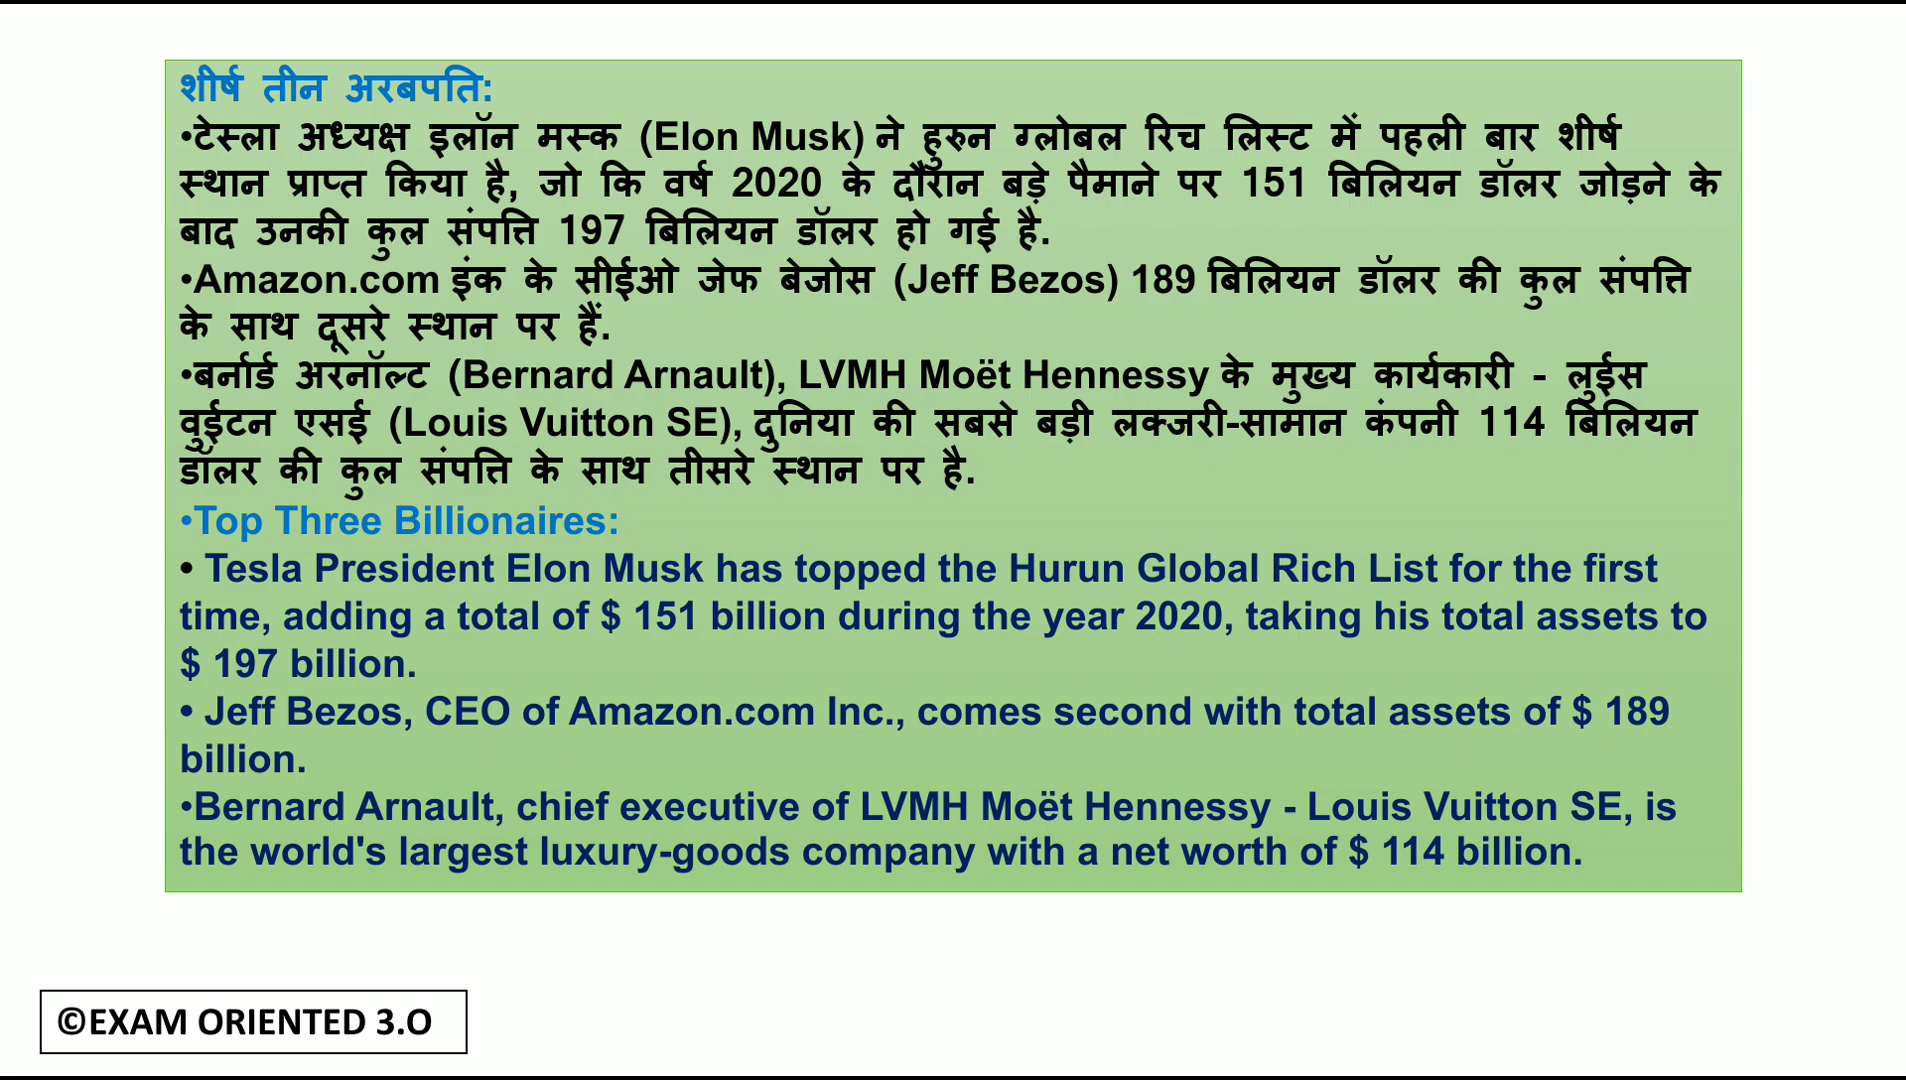 शीर्ष तीन अरबपति:
•टेस्ला अध्यक्ष इलॉन मस्क (Elon Musk) ने हुरुन ग्लोबल रिच लिस्ट में पहली बार शीर्ष
स्थान प्राप्त किया है, जो कि वर्ष 2020 के दौरान बड़े पैमाने पर 151 बिलियन डॉलर जोड़ने के
बाद उनकी कुल संपत्ति 197 बिलियन डॉलर हो गई है.
•Amazon.com इंक के सीईओ जेफ बेजोस (Jeff Bezos) 189 बिलियन डॉलर की कुल संपत्ति
के साथ दूसरे स्थान पर हैं.
•बर्नार्ड अरनॉल्ट (Bernard Arnault), LVMH Moët Hennessy के मुख्य कार्यकारी - लुईस
वुईटन एसई (Louis Vuitton SE), दुनिया की सबसे बड़ी लक्जरी-सामान कंपनी 114 बिलियन
डॉलर की कुल संपत्ति के साथ तीसरे स्थान पर है.
•Top Three Billionaires:
• Tesla President Elon Musk has topped the Hurun Global Rich List for the first
time, adding a total of $ 151 billion during the year 2020, taking his total assets to
$ 197 billion.
• Jeff Bezos, CEO of Amazon.com Inc., comes second with total assets of $ 189
billion.
•Bernard Arnault, chief executive of LVMH Moët Hennessy - Louis Vuitton SE, is
the world's largest luxury-goods company with a net worth of $ 114 billion.
©EXAM ORIENTED 3.O